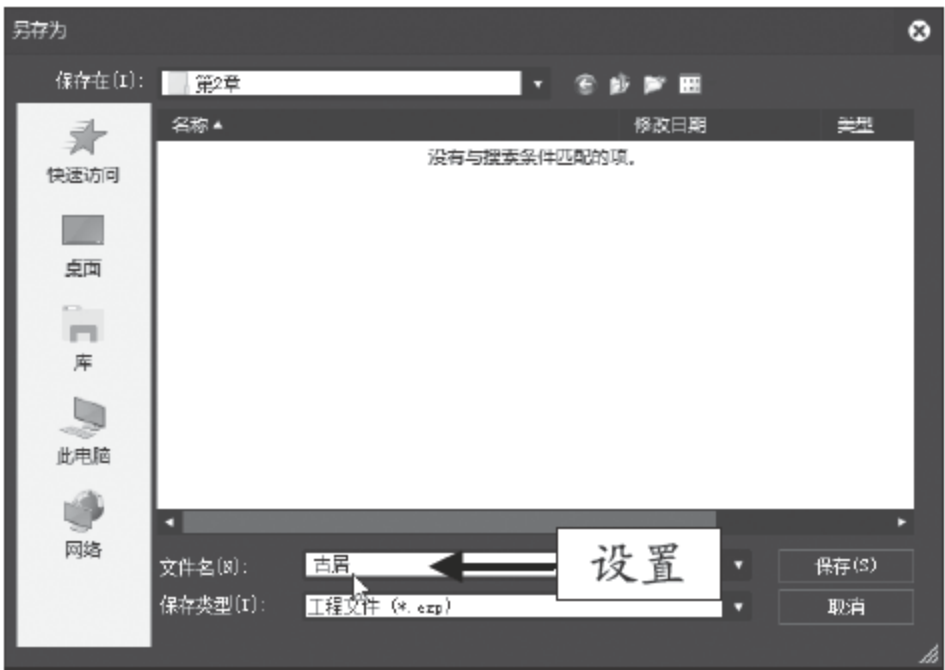 另存为
保存在(I):
第2章
名称 修改日期 类型
没有与搜索条件匹配的项。
快速访问
桌面
库
此电脑
网络
文件名(N): 古居 设置 保存(S)
保存类型(T): 工程文件 (*.ezp) 取消